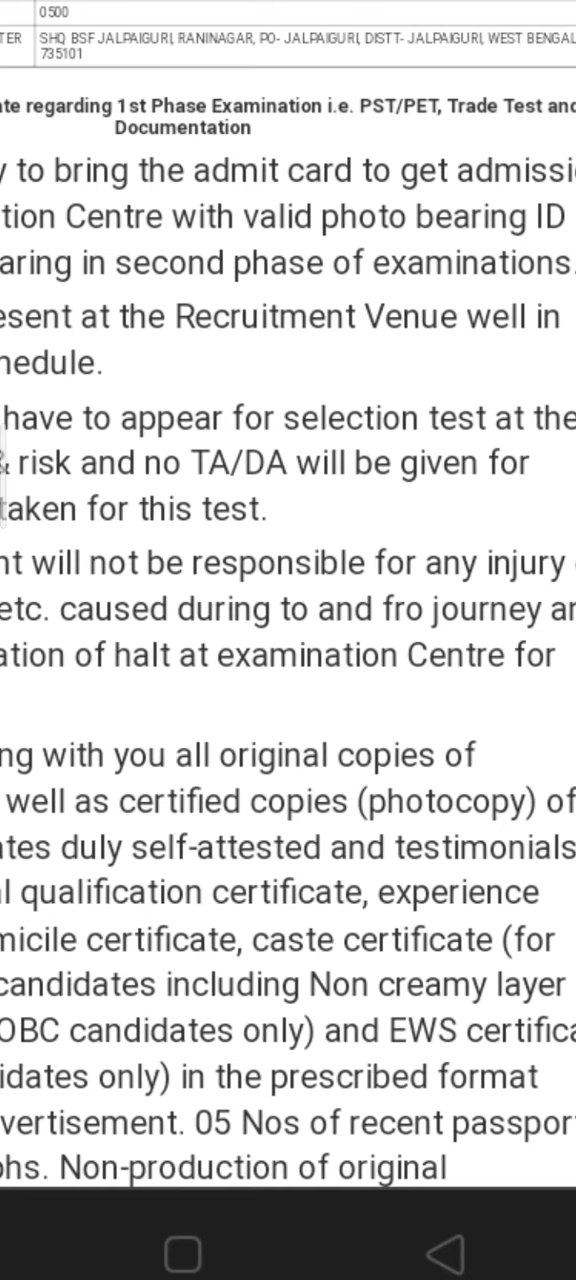 0500
TER SHQ BSF JALPAIGURI, RANINAGAR, PO- JALPAIGURI, DISTT- JALPAIGURI, WEST BENGAL
735101
te regarding 1st Phase Examination i.e. PST/PET, Trade Test and
Documentation
y to bring the admit card to get admissi
tion Centre with valid photo bearing ID
aring in second phase of examinations.
esent at the Recruitment Venue well in
hedule.
have to appear for selection test at the
& risk and no TA/DA will be given for
taken for this test.
nt will not be responsible for any injury
etc. caused during to and fro journey an
ation of halt at examination Centre for
ng with you all original copies of
well as certified copies (photocopy) of
ates duly self-attested and testimonials
al qualification certificate, experience
micile certificate, caste certificate (for
candidates including Non creamy layer
OBC candidates only) and EWS certifica
idates only) in the prescribed format
vertisement. 05 Nos of recent passport
phs. Non-production of original